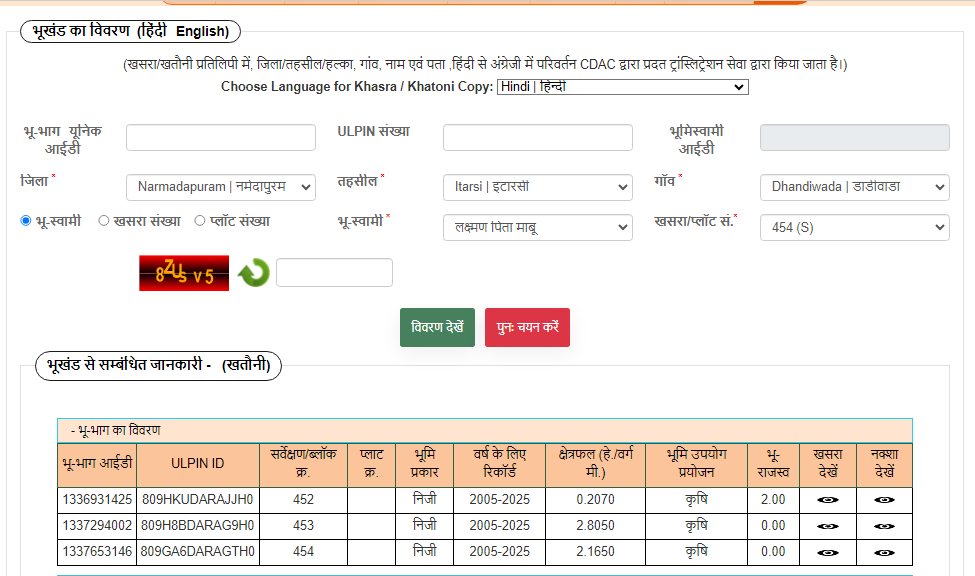 भूखंड का विवरण (हिंदी English)
(खसरा/खतौनी प्रतिलिपी में, जिला/तहसील/हल्का, गांव, नाम एवं पता ,हिंदी से अंग्रेजी में परिवर्तन CDAC द्वारा प्रदत ट्रांस्लिट्रेशन सेवा द्वारा किया जाता है।)
Choose Language for Khasra / Khatoni Copy: Hindi | हिन्दी
भू-भाग यूनिक आईडी ULPIN संख्या भूमिस्वामी आईडी
जिला * Narmadapuram | नर्मदापुरम तहसील * Itarsi | इटारसी गाँव * Dhandiwada | डांडीवाडा
भू-स्वामी खसरा संख्या प्लॉट संख्या भू-स्वामी * लक्ष्मण पिता माबू खसरा/प्लॉट सं.* 454 (S)
8ZUsv5
विवरण देखें पुनः चयन करें
भूखंड से सम्बंधित जानकारी - (खतौनी)
- भू-भाग का विवरण
भू-भाग आईडी ULPIN ID सर्वेक्षण/ब्लॉक क्र. प्लाट क्र. भूमि प्रकार वर्ष के लिए रिकॉर्ड क्षेत्रफल (हे./वर्ग मी.) भूमि उपयोग प्रयोजन भू-राजस्व खसरा देखें नक्शा देखें
1336931425 809HKUDARAJJH0 452 निजी 2005-2025 0.2070 कृषि 2.00
1337294002 809H8BDARAG9H0 453 निजी 2005-2025 2.8050 कृषि 0.00
1337653146 809GA6DARAGTH0 454 निजी 2005-2025 2.1650 कृषि 0.00